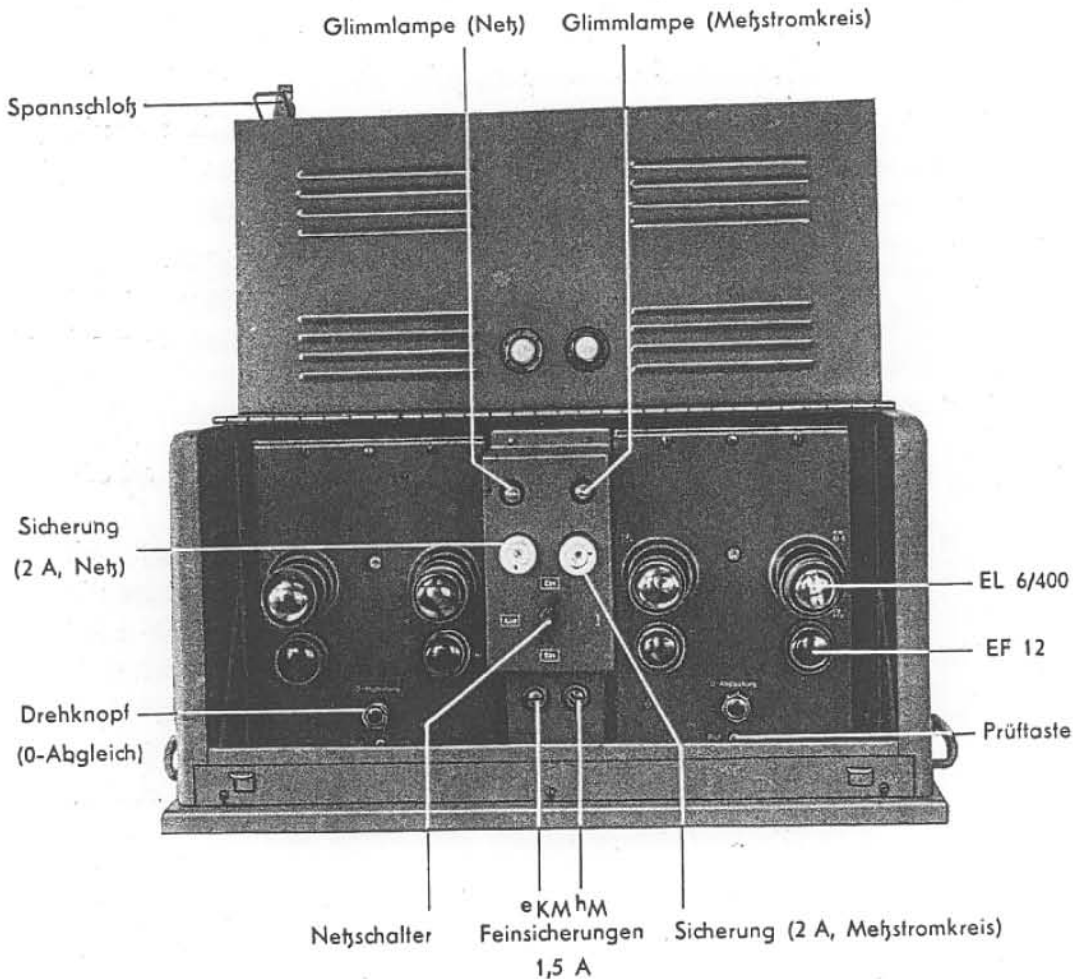 Glimmlampe (Netz)
Glimmlampe (Meßstromkreis)
Spannschloß
Sicherung
(2 A, Netz)
Ein
EL 6/400
EF 12
Drehknopf
(0-Abgleich)
Prüftaste
Netzschalter
eKM hM
Feinsicherungen
1,5 A
Sicherung (2 A, Meßstromkreis)